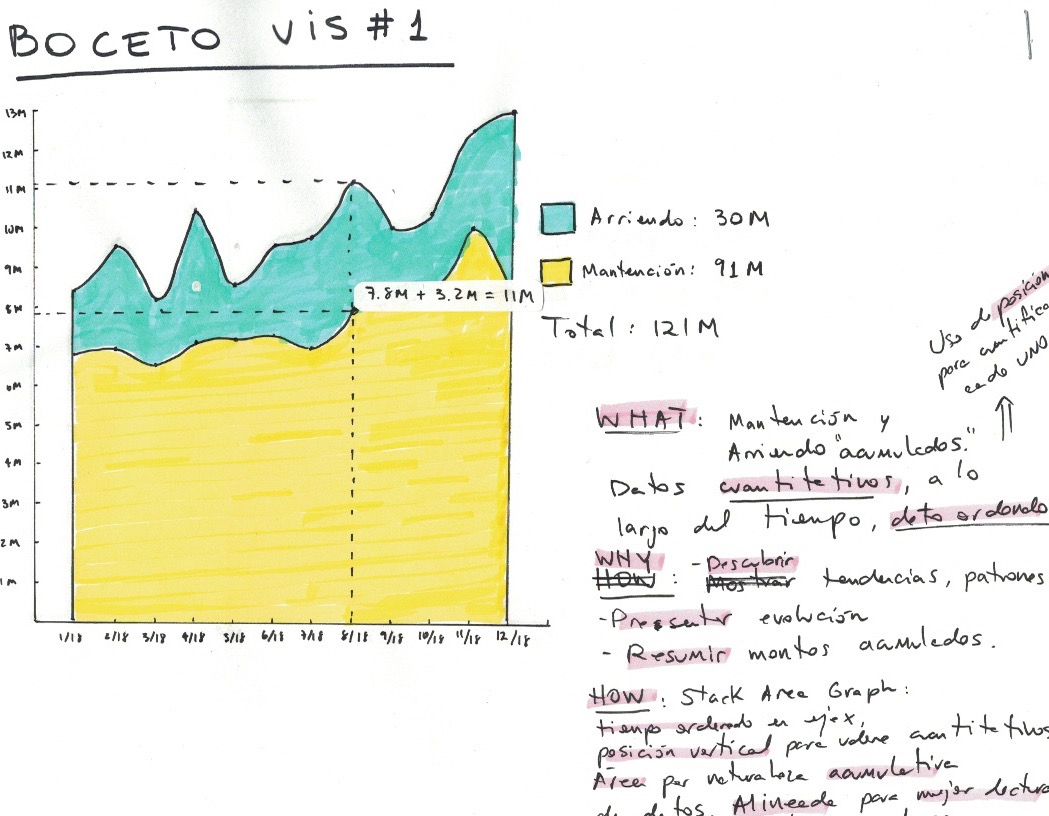 BOCETO VIS #1
13M
12M
11M
10M
9M
8M
7M
6M
5M
4M
3M
2M
1M
1/18 2/18 3/18 4/18 5/18 6/18 7/18 8/18 9/18 10/18 11/18 12/18
7.8M + 3.2M = 11M
Arriendo: 30M
Mantención: 91M
Total: 121M
Uso de posición
para cuantificar
cada UNO
WHAT: Mantención y
Arriendo "acumulados."
Datos cuantitativos, a lo
largo del tiempo, dato ordenado
WHY
HOW : - Descubrir
Mostrar tendencias, patrones
- Presentar evolución
- Resumir montos acumulados.
HOW: Stack Area Graph:
tiempo ordenado en eje x,
posición vertical para valores cuantitativos
Área por naturaleza acumulativa
de datos. Alineada para mejor lectura